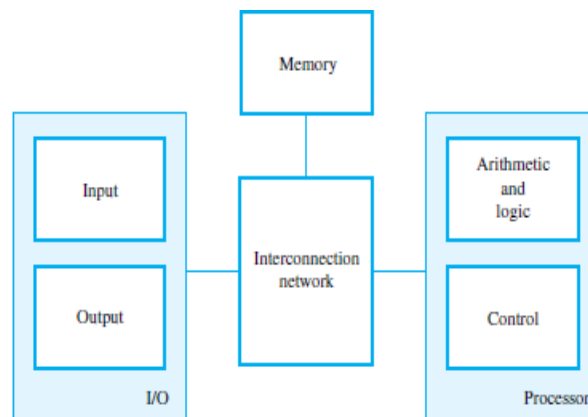 Memory
Input
Output
I/O
Interconnection
network
Arithmetic
and
logic
Control
Processor